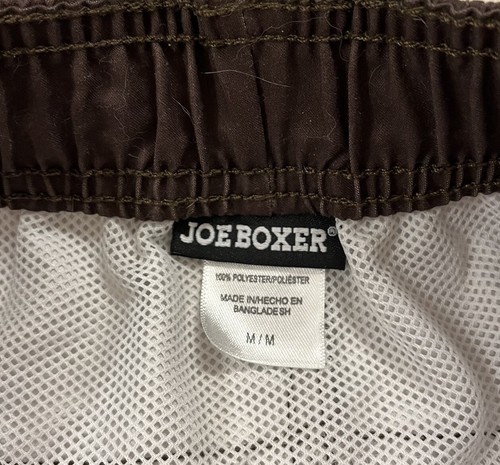 JOE BOXER®
100% POLYESTER/POLIÉSTER
MADE IN/HECHO EN
BANGLADESH
M / M